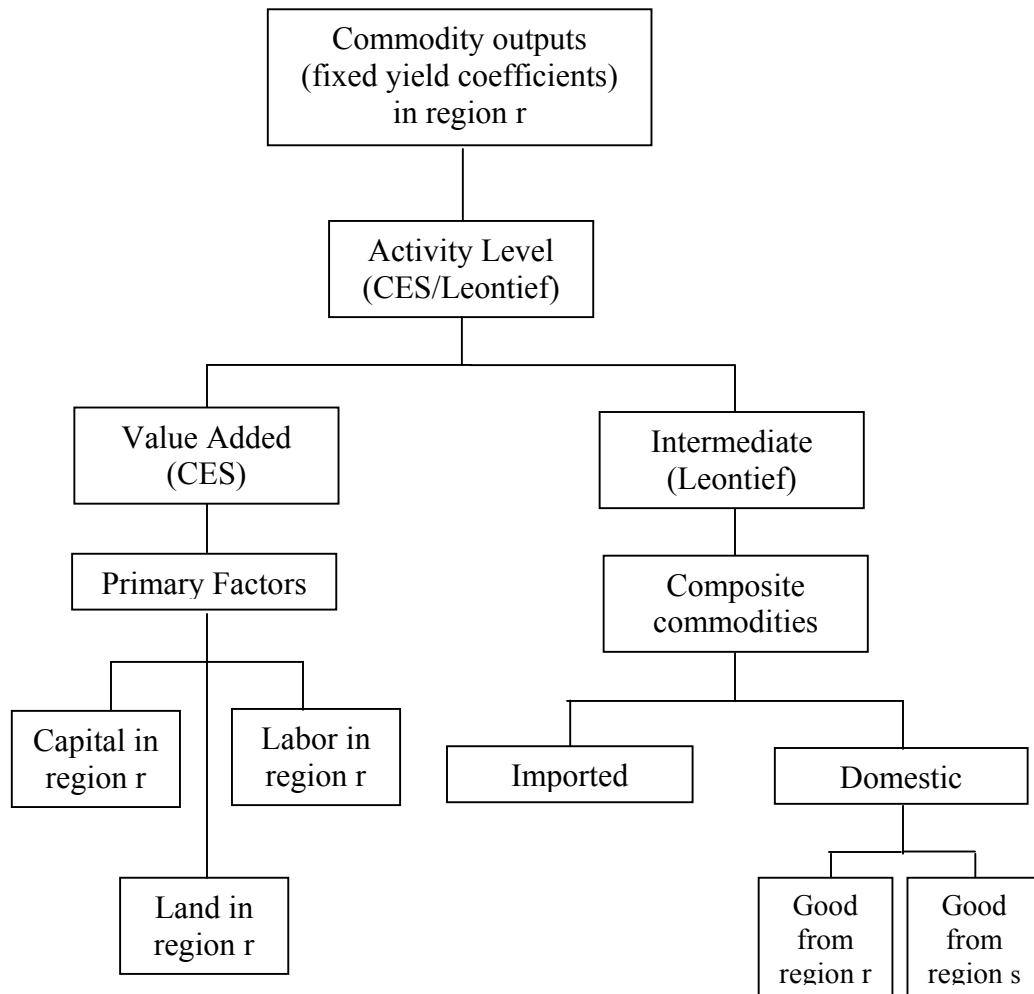 Commodity outputs
(fixed yield coefficients)
in region r
Activity Level
(CES/Leontief)
Value Added
(CES)
Intermediate
(Leontief)
Primary Factors
Composite
commodities
Capital in
region r
Labor in
region r
Imported
Domestic
Land in
region r
Good
from
region r
Good
from
region s